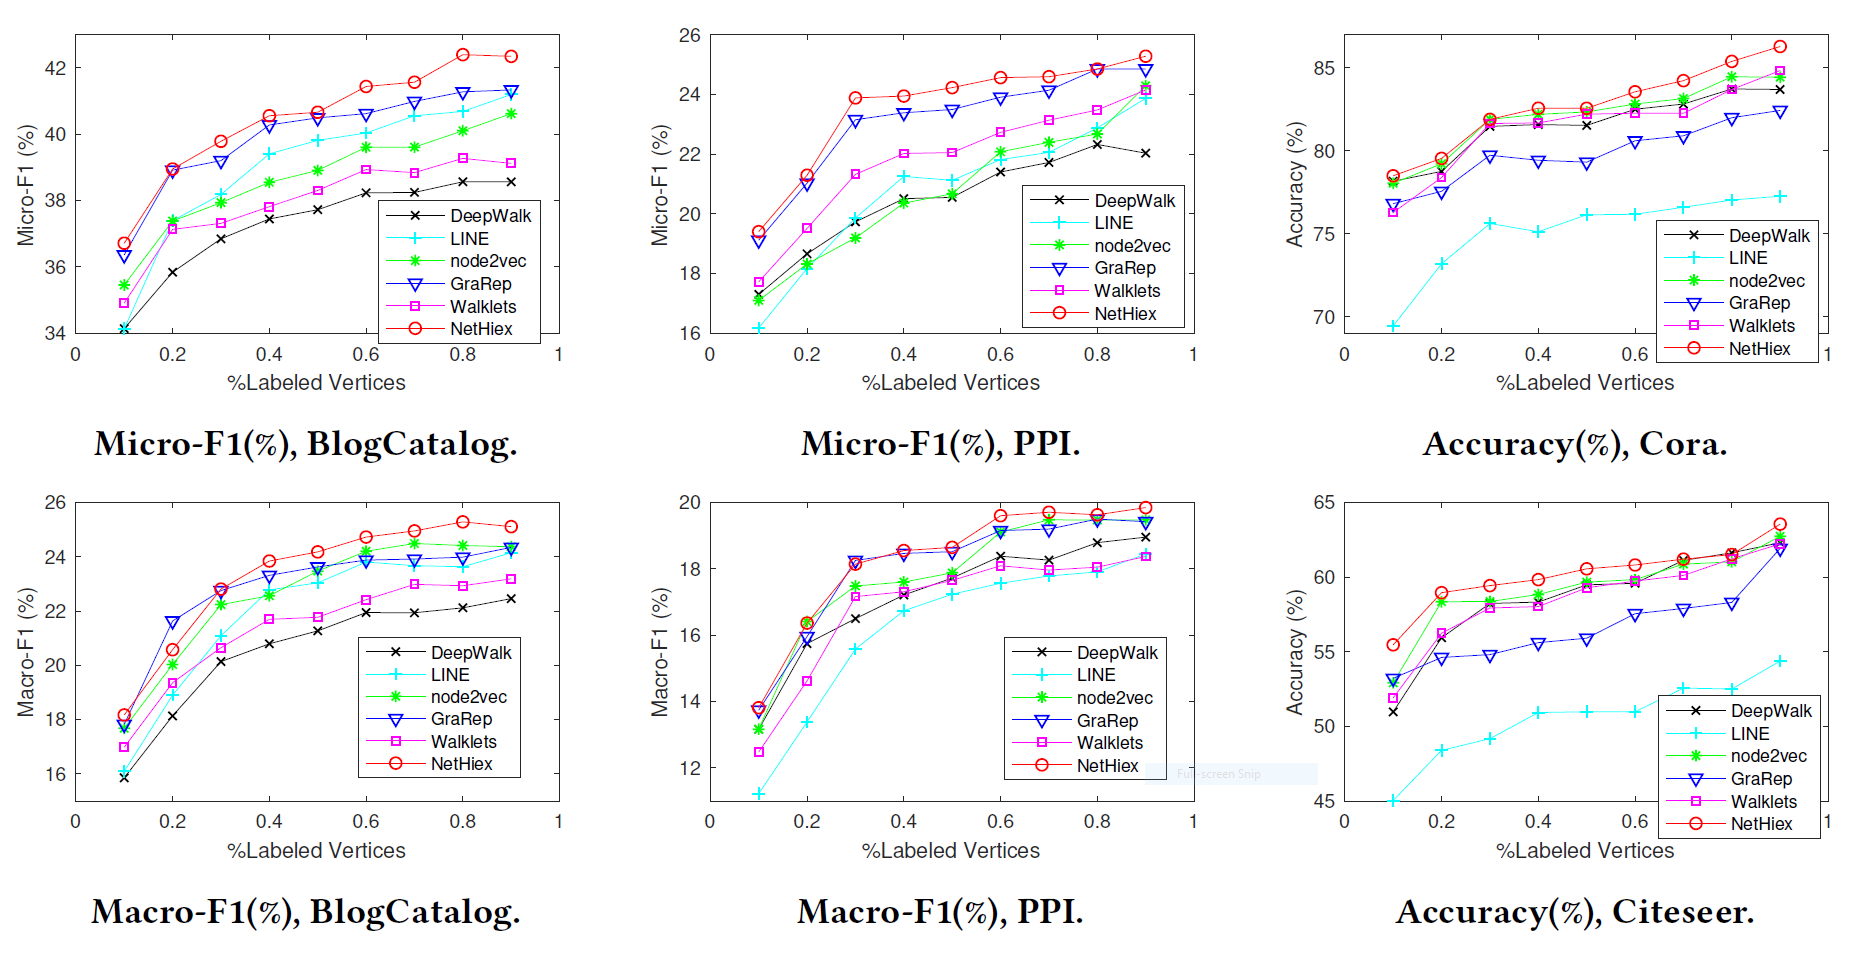 Micro-F1 (%)
42
40
38
36
34
0
0.2
0.4
0.6
0.8
1
%Labeled Vertices
DeepWalk
LINE
node2vec
GraRep
Walklets
NetHiex
Micro-F1(%), BlogCatalog.
Micro-F1 (%)
26
24
22
20
18
16
0
0.2
0.4
0.6
0.8
1
%Labeled Vertices
DeepWalk
LINE
node2vec
GraRep
Walklets
NetHiex
Micro-F1(%), PPI.
Accuracy (%)
85
80
75
70
0
0.2
0.4
0.6
1
%Labeled Vertices
DeepWalk
LINE
node2vec
GraRep
Walklets
NetHiex
Accuracy(%), Cora.
Macro-F1 (%)
26
24
22
20
18
16
0
0.2
0.4
0.6
0.8
1
%Labeled Vertices
DeepWalk
LINE
node2vec
GraRep
Walklets
NetHiex
Macro-F1(%), BlogCatalog.
Macro-F1 (%)
20
18
16
14
12
0
0.2
0.4
0.6
0.8
1
%Labeled Vertices
DeepWalk
LINE
node2vec
GraRep
Walklets
NetHiex
Full-screen Snip
Macro-F1(%), PPI.
Accuracy (%)
65
60
55
50
45
0
0.2
0.4
0.6
1
%Labeled Vertices
DeepWalk
LINE
node2vec
GraRep
Walklets
NetHiex
Accuracy(%), Citeseer.